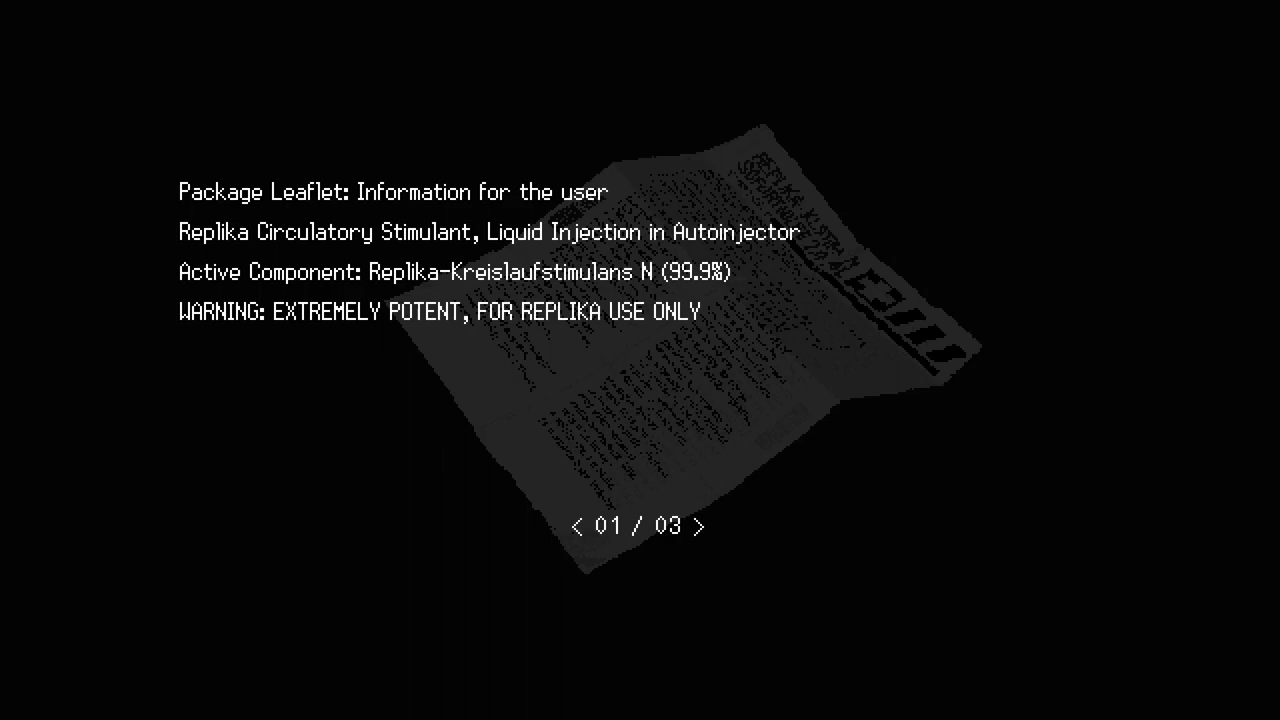 Package Leaflet: Information for the user
Replika Circulatory Stimulant, Liquid Injection in Autoinjector
Active Component: Replika-Kreislaufstimulans N (99.9%)
WARNING: EXTREMELY POTENT, FOR REPLIKA USE ONLY
< 01 / 03 >